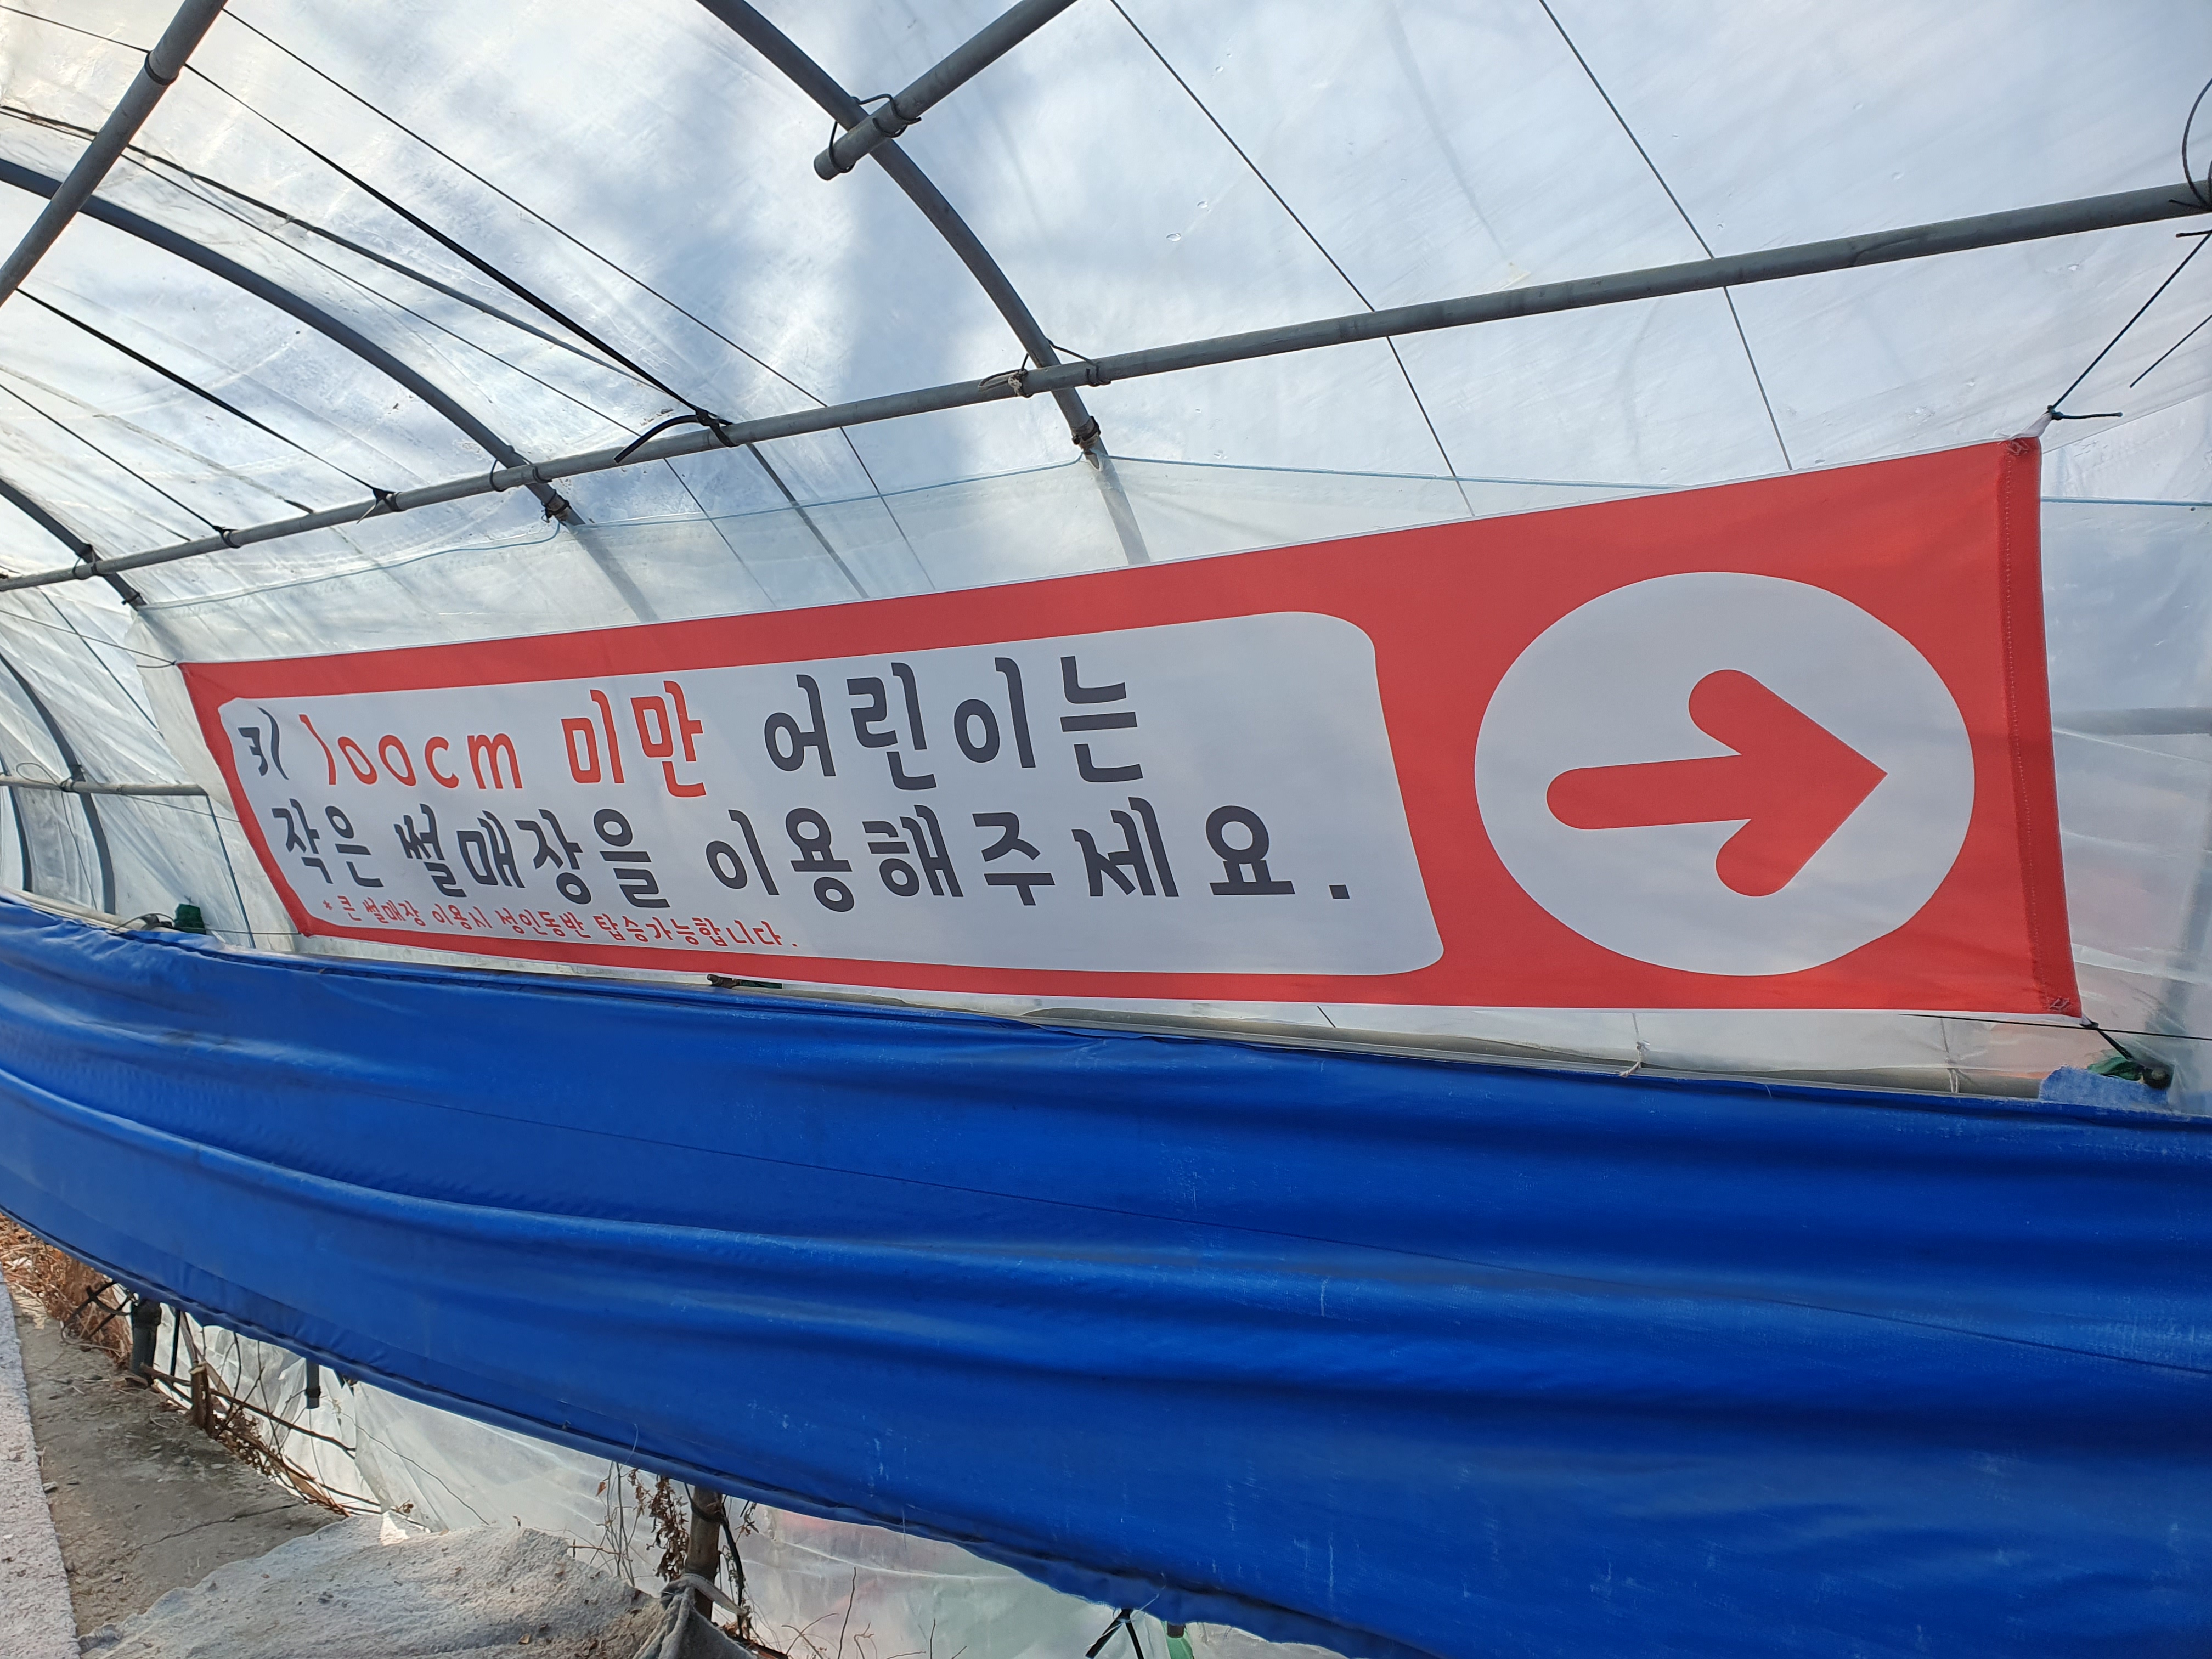 키 100cm 미만 어린이는
작은 썰매장을 이용해주세요.
* 큰 썰매장 이용시 성인동반 탑승가능합니다.